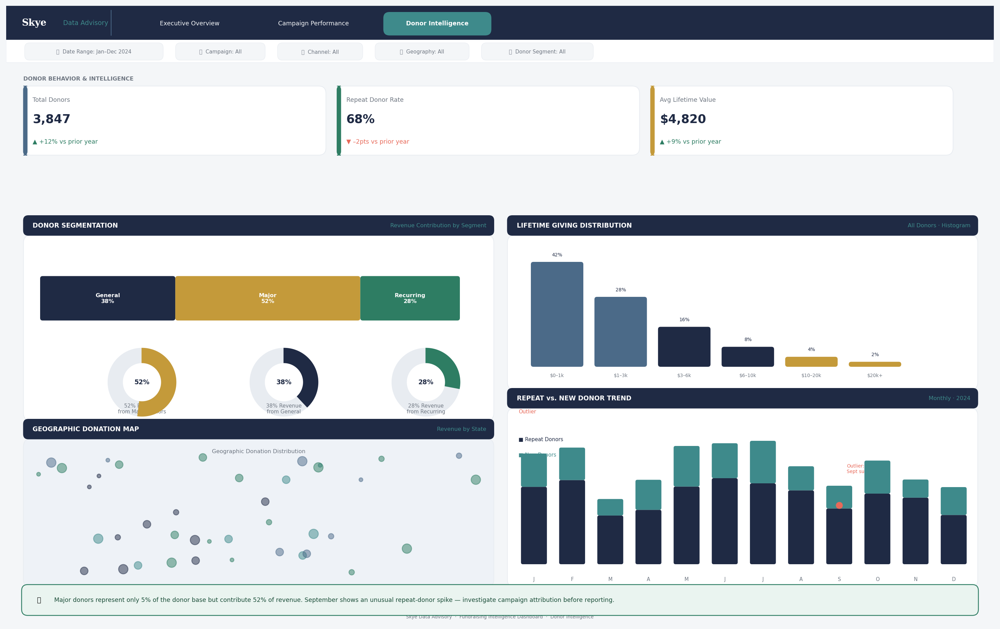 Skye Data Advisory
Executive Overview
Campaign Performance
Donor Intelligence
Date Range: Jan–Dec 2024
Campaign: All
Channel: All
Geography: All
Donor Segment: All
DONOR BEHAVIOR & INTELLIGENCE
Total Donors
3,847
▲ +12% vs prior year
Repeat Donor Rate
68%
▼ –2pts vs prior year
Avg Lifetime Value
$4,820
▲ +9% vs prior year
DONOR SEGMENTATION
Revenue Contribution by Segment
General
38%
Major
52%
Recurring
28%
52%
38%
28%
52%
from
38% Revenue
from General
28% Revenue
from Recurring
LIFETIME GIVING DISTRIBUTION
All Donors · Histogram
42%
28%
16%
8%
4%
2%
$0–1k
$1–3k
$3–6k
$6–10k
$10–20k
$20k+
GEOGRAPHIC DONATION MAP
Revenue by State
Geographic Donation Distribution
REPEAT vs. NEW DONOR TREND
Monthly · 2024
Outlier
■ Repeat Donors
■ New Donors
Outlier:
Sept
J
F
M
A
M
J
J
A
S
O
N
D
Major donors represent only 5% of the donor base but contribute 52% of revenue. September shows an unusual repeat-donor spike — investigate campaign attribution before reporting.
Skye Data Advisory · Fundraising Intelligence Dashboard · Donor Intelligence